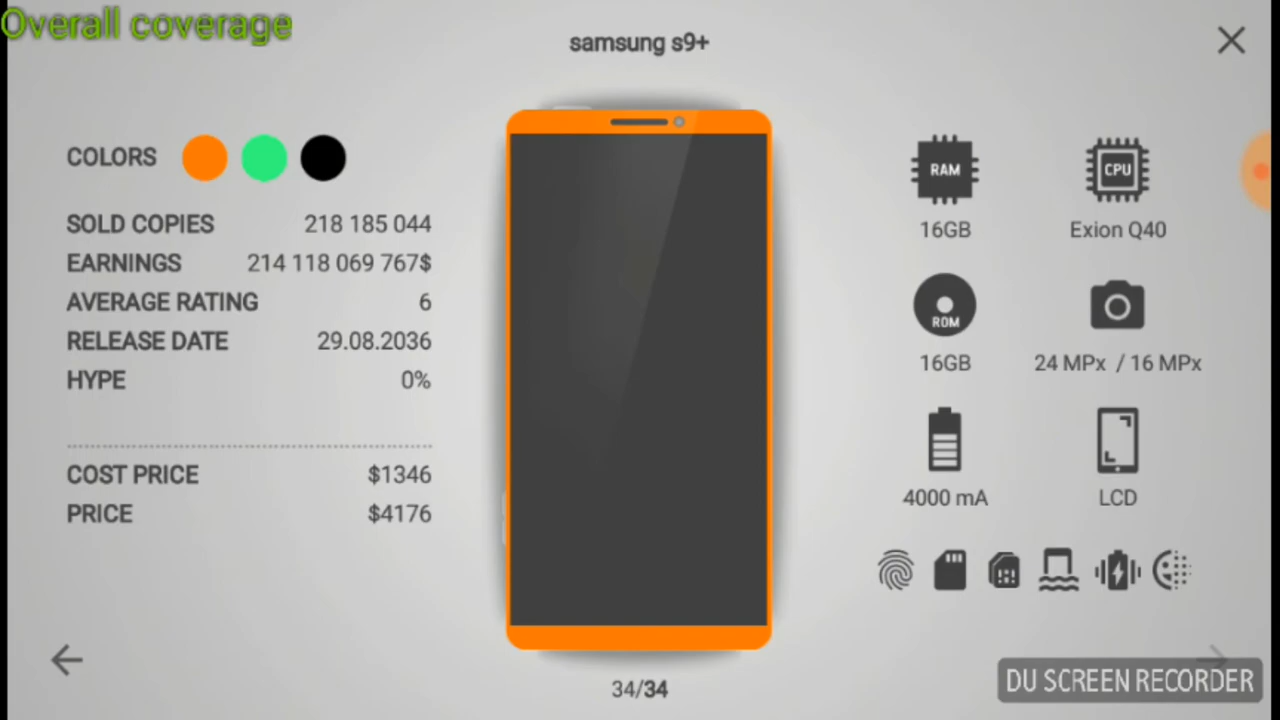 Overall coverage
samsung s9+
COLORS
SOLD COPIES 218 185 044
EARNINGS 214 118 069 767$
AVERAGE RATING 6
RELEASE DATE 29.08.2036
HYPE 0%
COST PRICE $1346
PRICE $4176
RAM
16GB
CPU
Exion Q40
ROM
16GB
24 MPx / 16 MPx
4000 mA
LCD
34/34
DU SCREEN RECORDER